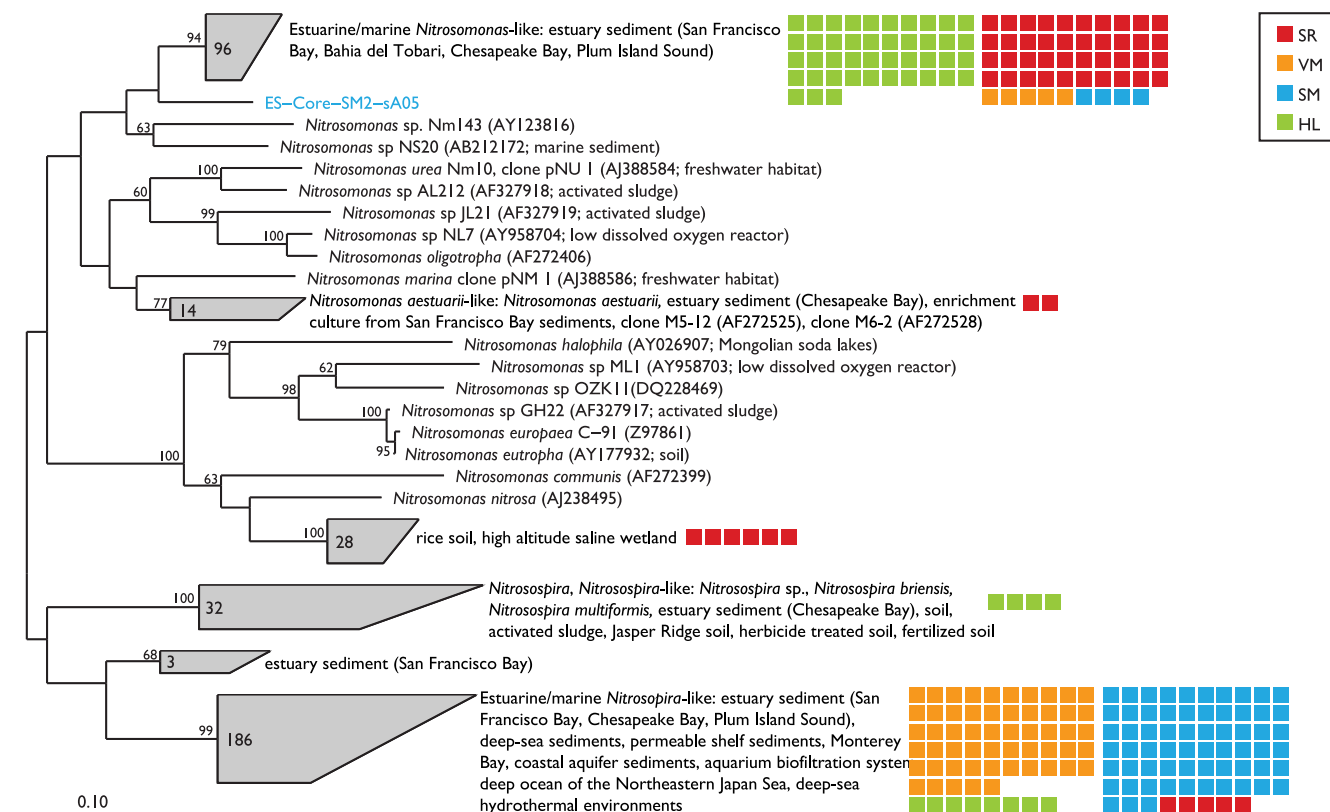 94
96
Estuarine/marine Nitrosomonas-like: estuary sediment (San Francisco
Bay, Bahia del Tobari, Chesapeake Bay, Plum Island Sound)
SR
VM
SM
HL
ES–Core–SM2–sA05
63
Nitrosomonas sp. Nm143 (AY123816)
Nitrosomonas sp NS20 (AB212172; marine sediment)
100
Nitrosomonas urea Nm10, clone pNU 1 (AJ388584; freshwater habitat)
60
Nitrosomonas sp AL212 (AF327918; activated sludge)
99
Nitrosomonas sp JL21 (AF327919; activated sludge)
100
Nitrosomonas sp NL7 (AY958704; low dissolved oxygen reactor)
Nitrosomonas oligotropha (AF272406)
Nitrosomonas marina clone pNM 1 (AJ388586; freshwater habitat)
77
14
Nitrosomonas aestuarii-like: Nitrosomonas aestuarii, estuary sediment (Chesapeake Bay), enrichment
culture from San Francisco Bay sediments, clone M5-12 (AF272525), clone M6-2 (AF272528)
79
Nitrosomonas halophila (AY026907; Mongolian soda lakes)
62
Nitrosomonas sp ML1 (AY958703; low dissolved oxygen reactor)
98
Nitrosomonas sp OZK11(DQ228469)
100
Nitrosomonas sp GH22 (AF327917; activated sludge)
Nitrosomonas europaea C–91 (Z97861)
95
Nitrosomonas eutropha (AY177932; soil)
100
63
Nitrosomonas communis (AF272399)
Nitrosomonas nitrosa (AJ238495)
100
28
rice soil, high altitude saline wetland
100
32
Nitrosospira, Nitrosospira-like: Nitrosospira sp., Nitrosospira briensis,
Nitrosospira multiformis, estuary sediment (Chesapeake Bay), soil,
activated sludge, Jasper Ridge soil, herbicide treated soil, fertilized soil
68
3
estuary sediment (San Francisco Bay)
99
186
Estuarine/marine Nitrosopira-like: estuary sediment (San
Francisco Bay, Chesapeake Bay, Plum Island Sound),
deep-sea sediments, permeable shelf sediments, Monterey
Bay, coastal aquifer sediments, aquarium biofiltration system
deep ocean of the Northeastern Japan Sea, deep-sea
hydrothermal environments
0.10